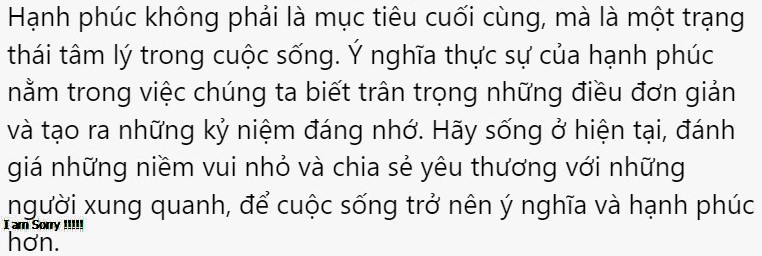 Hạnh phúc không phải là mục tiêu cuối cùng, mà là một trạng
thái tâm lý trong cuộc sống. Ý nghĩa thực sự của hạnh phúc
nằm trong việc chúng ta biết trân trọng những điều đơn giản
và tạo ra những kỷ niệm đáng nhớ. Hãy sống ở hiện tại, đánh
giá những niềm vui nhỏ và chia sẻ yêu thương với những
người xung quanh, để cuộc sống trở nên ý nghĩa và hạnh phúc
I am Sorry !!!!!
hơn.